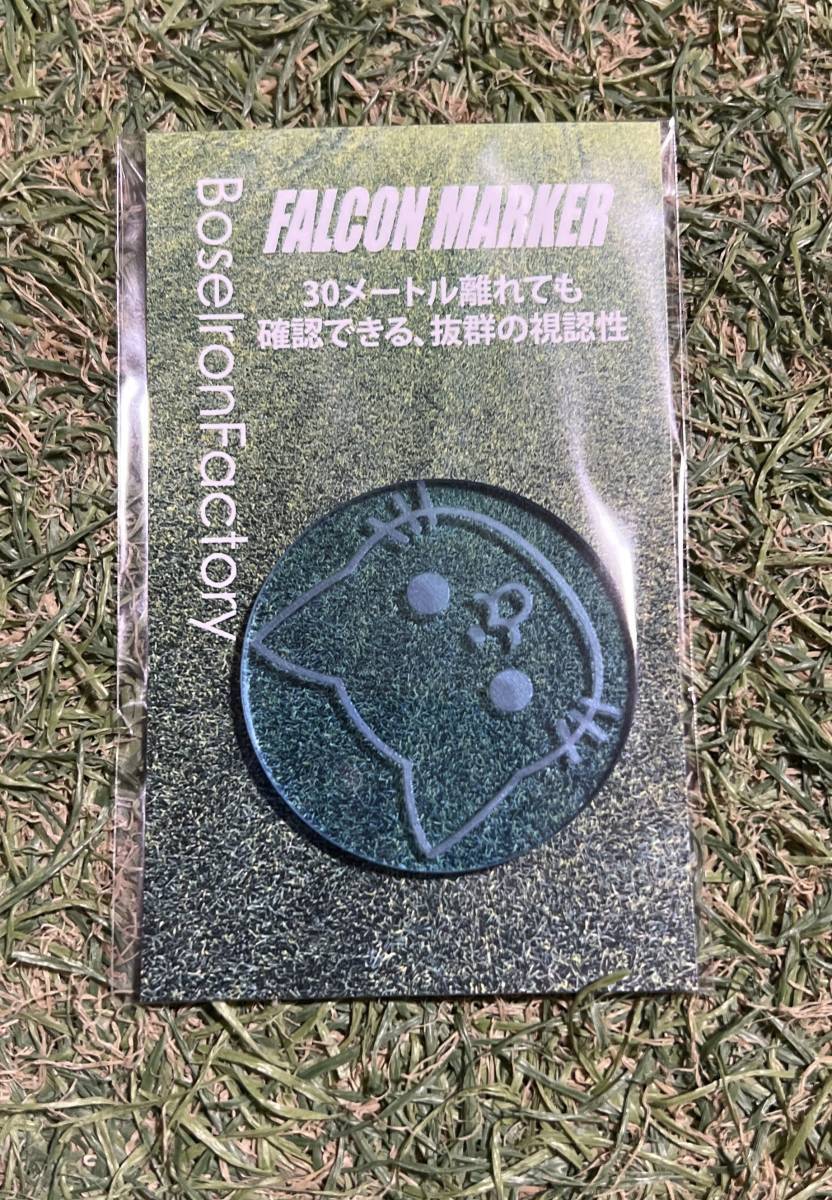 FALCON MARKER
30メートル離れても
確認できる、抜群の視認性
BoseIronFactory